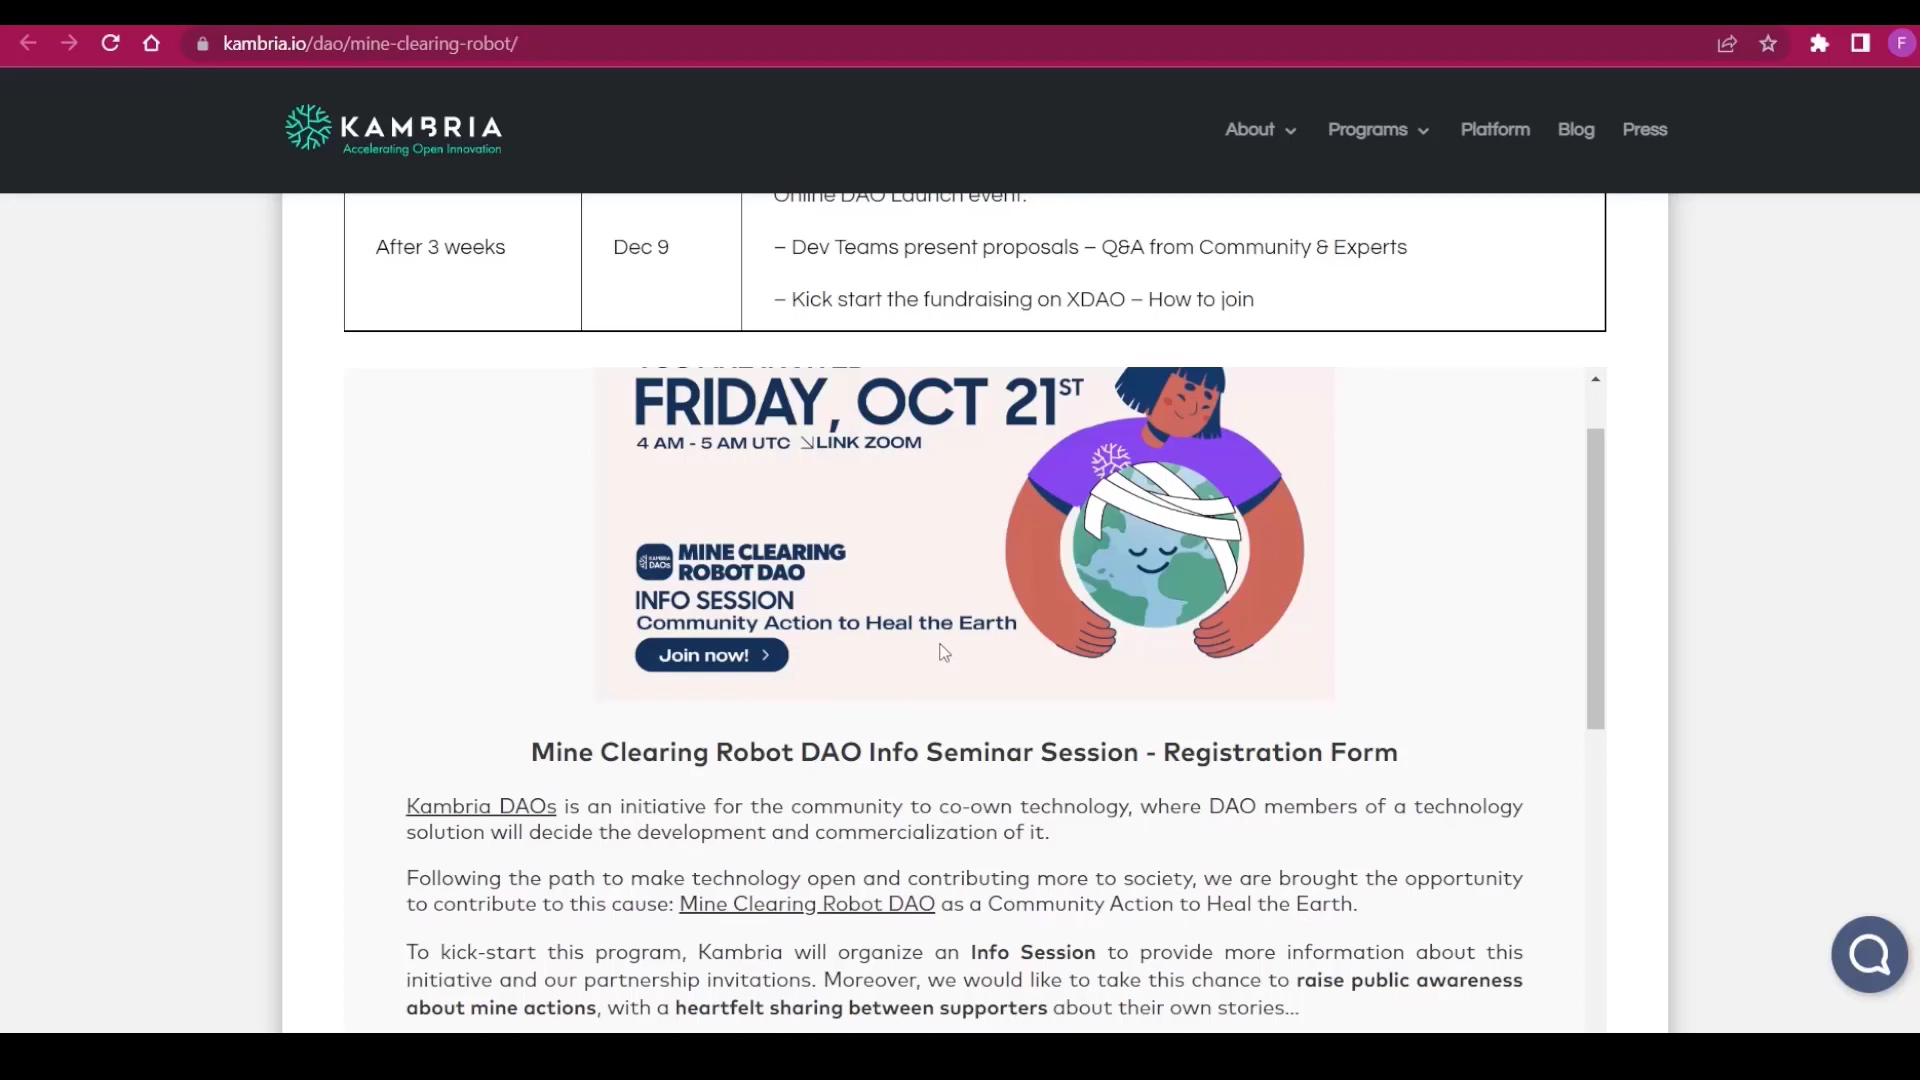 kambria.io/dao/mine-clearing-robot/
F
KAMBRIA
Accelerating Open Innovation
About
Programs
Platform
Blog
Press
Online DAO Launch event.
After 3 weeks
Dec 9
– Dev Teams present proposals – Q&A from Community & Experts
– Kick start the fundraising on XDAO – How to join
YOU ARE INVITED
FRIDAY, OCT 21ST
4 AM - 5 AM UTC LINK ZOOM
KAMBRIA DAOs
MINE CLEARING
ROBOT DAO
INFO SESSION
Community Action to Heal the Earth
Join now!
Mine Clearing Robot DAO Info Seminar Session - Registration Form
Kambria DAOs is an initiative for the community to co-own technology, where DAO members of a technology
solution will decide the development and commercialization of it.
Following the path to make technology open and contributing more to society, we are brought the opportunity
to contribute to this cause: Mine Clearing Robot DAO as a Community Action to Heal the Earth.
To kick-start this program, Kambria will organize an Info Session to provide more information about this
initiative and our partnership invitations. Moreover, we would like to take this chance to raise public awareness
about mine actions, with a heartfelt sharing between supporters about their own stories...